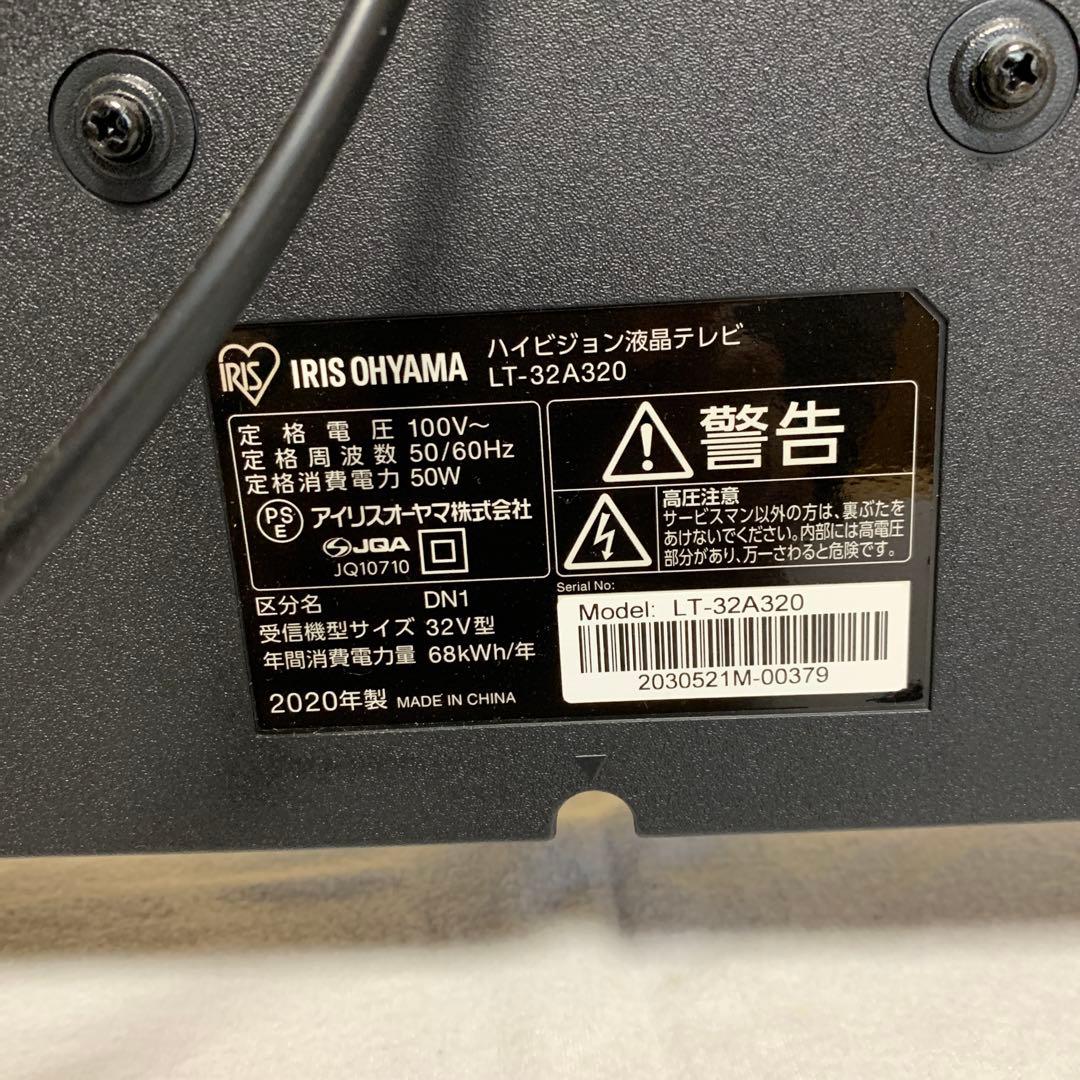 IRIS
IRIS OHYAMA
ハイビジョン液晶テレビ
LT-32A320
定格電圧 100V～
定格周波数 50/60Hz
定格消費電力 50W
PSE アイリスオーヤマ株式会社
JQA
JQ10710
区分名 DN1
受信機型サイズ 32V型
年間消費電力量 68kWh/年
2020年製 MADE IN CHINA
警告
高圧注意
サービスマン以外の方は、裏ぶたを
あけないでください。内部には高電圧
部分があり、万一さわると危険です。
Serial No:
Model: LT-32A320
2030521M-00379